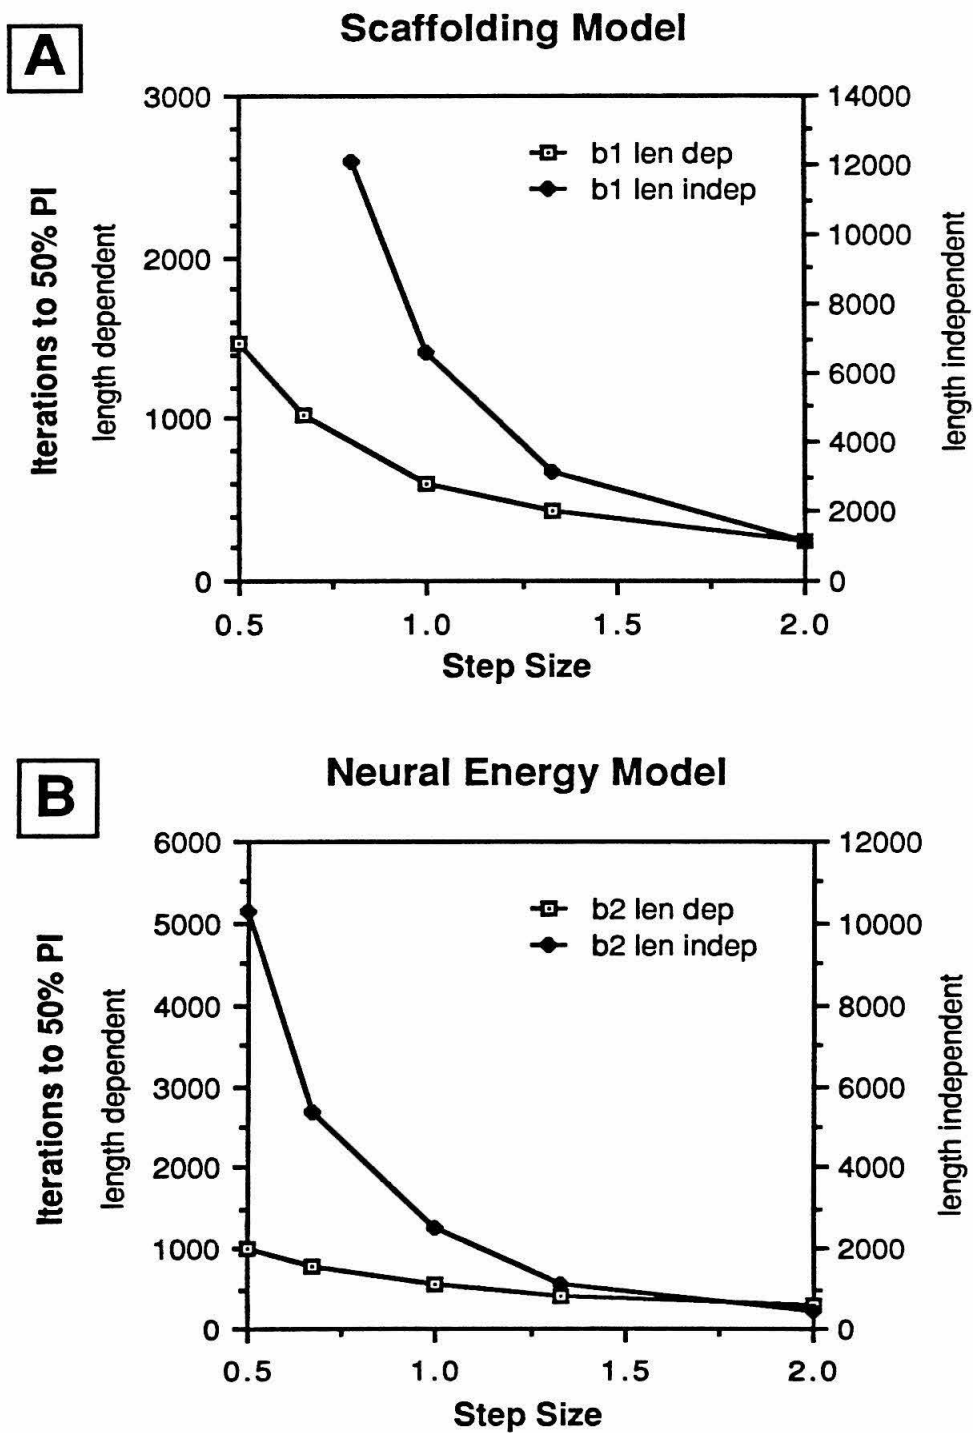 A
Scaffolding Model
3000
2000
1000
0
14000
12000
10000
8000
6000
4000
2000
0
b1 len dep
b1 len indep
Iterations to 50% PI
length dependent
length independent
0.5 1.0 1.5 2.0
Step Size
B
Neural Energy Model
6000
5000
4000
3000
2000
1000
0
12000
10000
8000
6000
4000
2000
0
b2 len dep
b2 len indep
Iterations to 50% PI
length dependent
length independent
0.5 1.0 1.5 2.0
Step Size